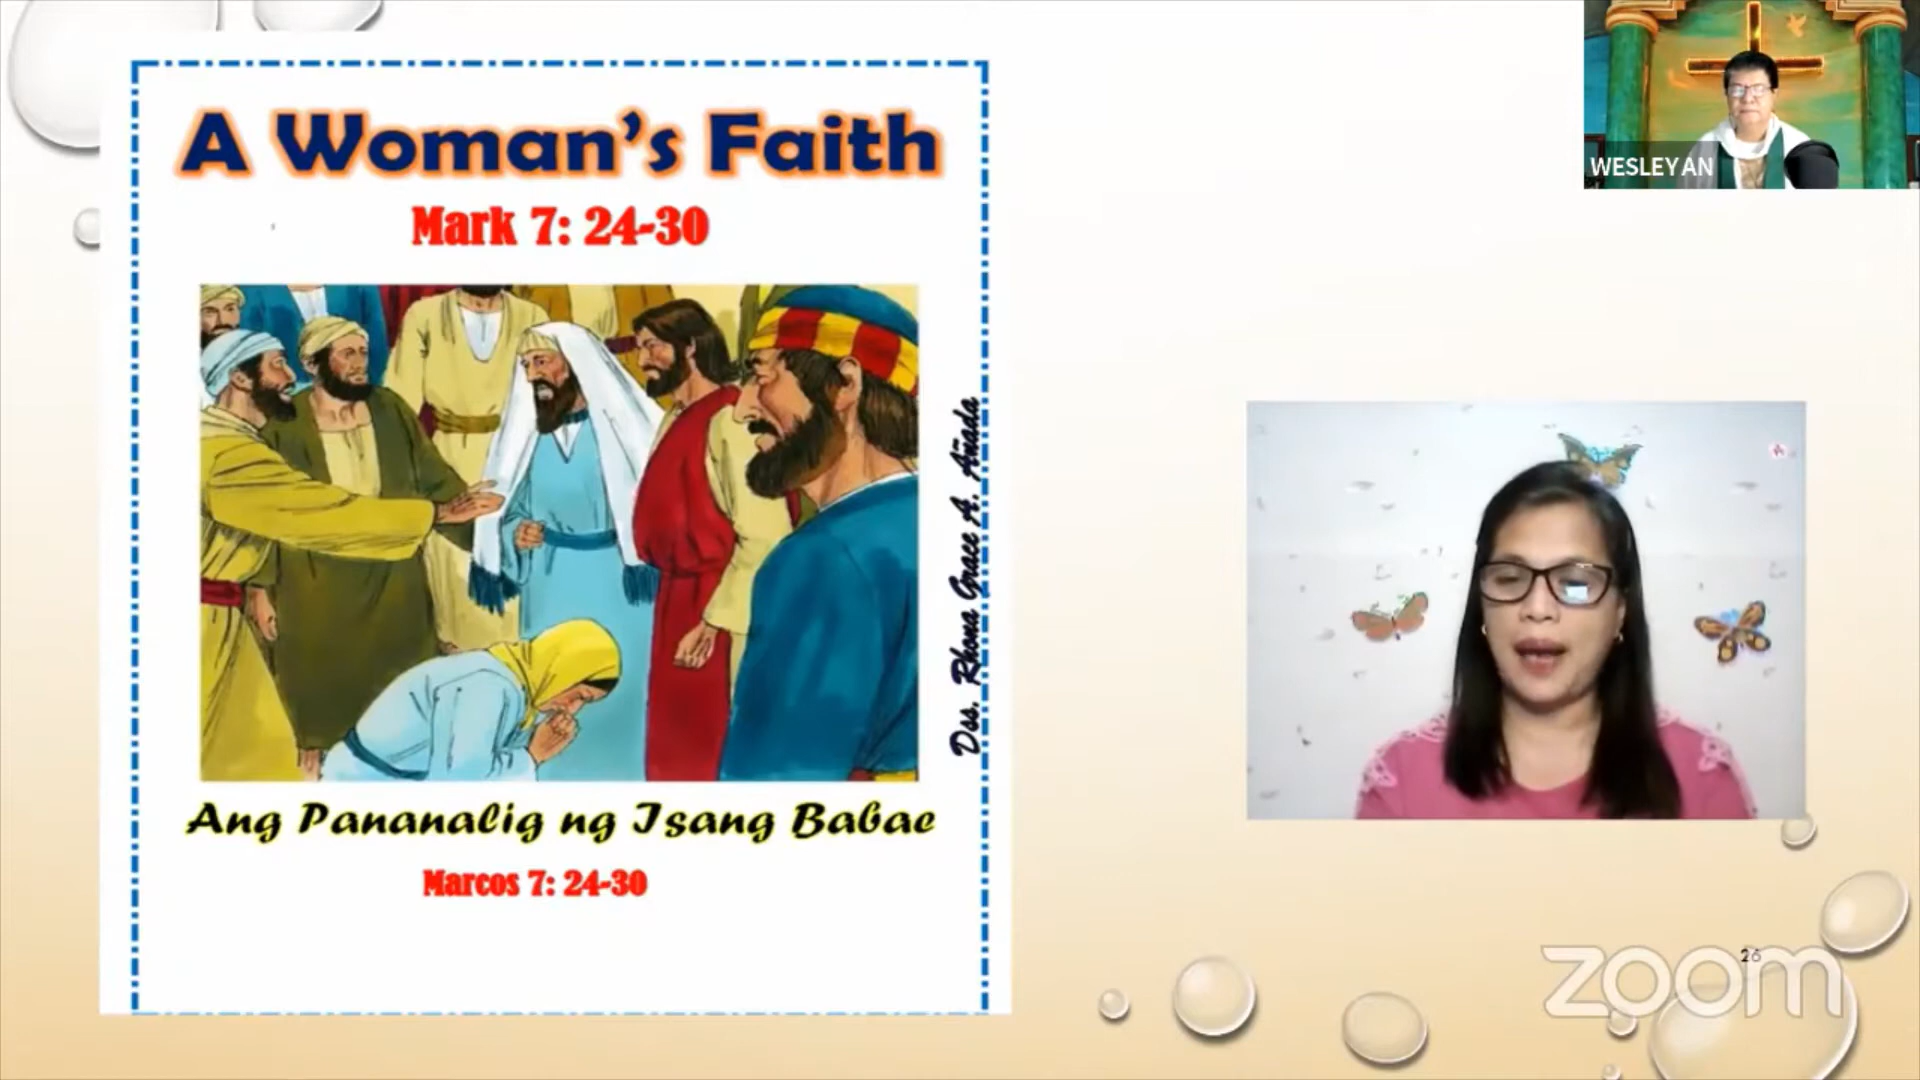 A Woman's Faith
Mark 7: 24-30
Dss. Rhona Grace A. Añada
Ang Pananalig ng Isang Babae
Marcos 7: 24-30
WESLEYAN
26
zoom